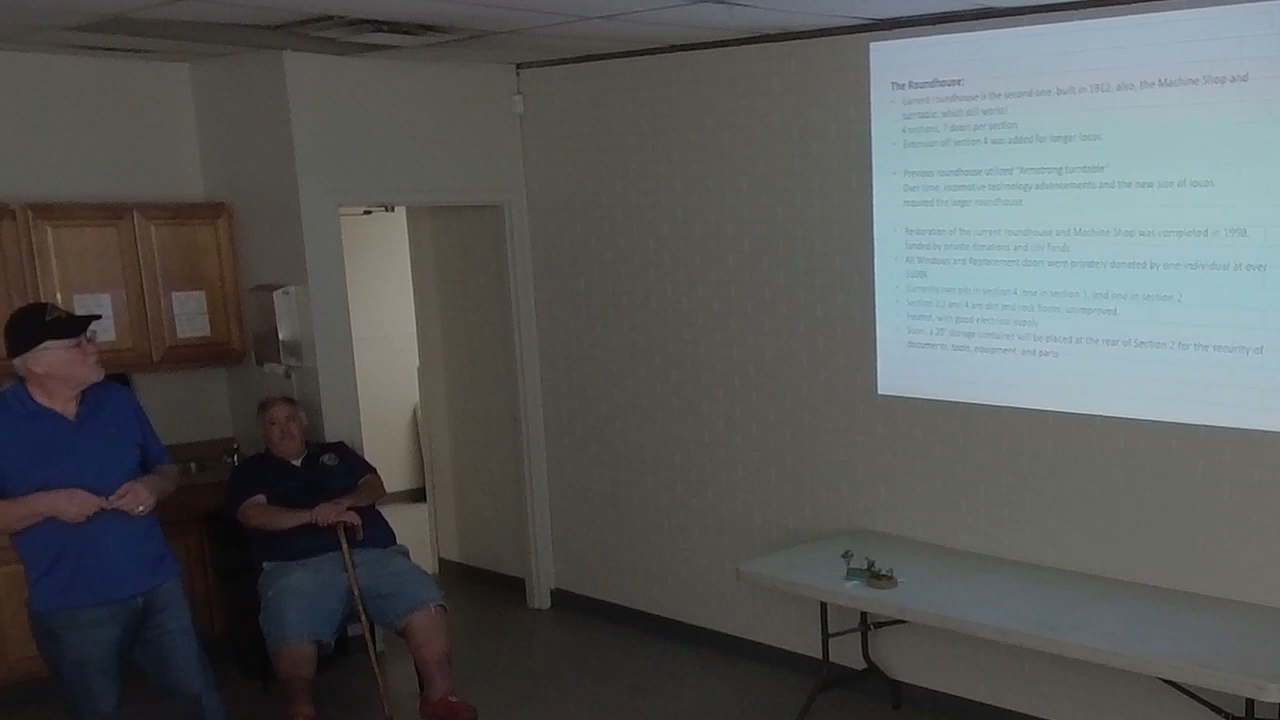 The Roundhouse:
Current roundhouse is the second one, built in 1912, also, the Machine Shop and
turntable, which still works!
4 sections, 7 doors per section
Extension off section 4 was added for longer locos.
Previous roundhouse utilized "Armstrong turntable"
Over time, locomotive technology advancements and the new size of locos
required the larger roundhouse
Restoration of the current roundhouse and Machine Shop was completed in 1998,
funded by private donations and city funds.
All Windows and Replacement doors were privately donated by one individual at over
Currently two pits in section 4, one in section 1, and one in section 2
and 4 are dirt and rock floors, unimproved
Heated, with good electrical supply
Soon, a 20' storage container will be placed at the rear of Section 2 for the security of
documents, tools, equipment, and parts